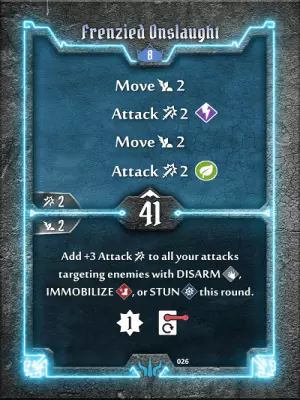 Frenzied Onslaught
8
Move 2
Attack 2
Move 2
Attack 2
2
41
2
Add +3 Attack to all your attacks
targeting enemies with DISARM ,
IMMOBILIZE , or STUN this round.
1
026